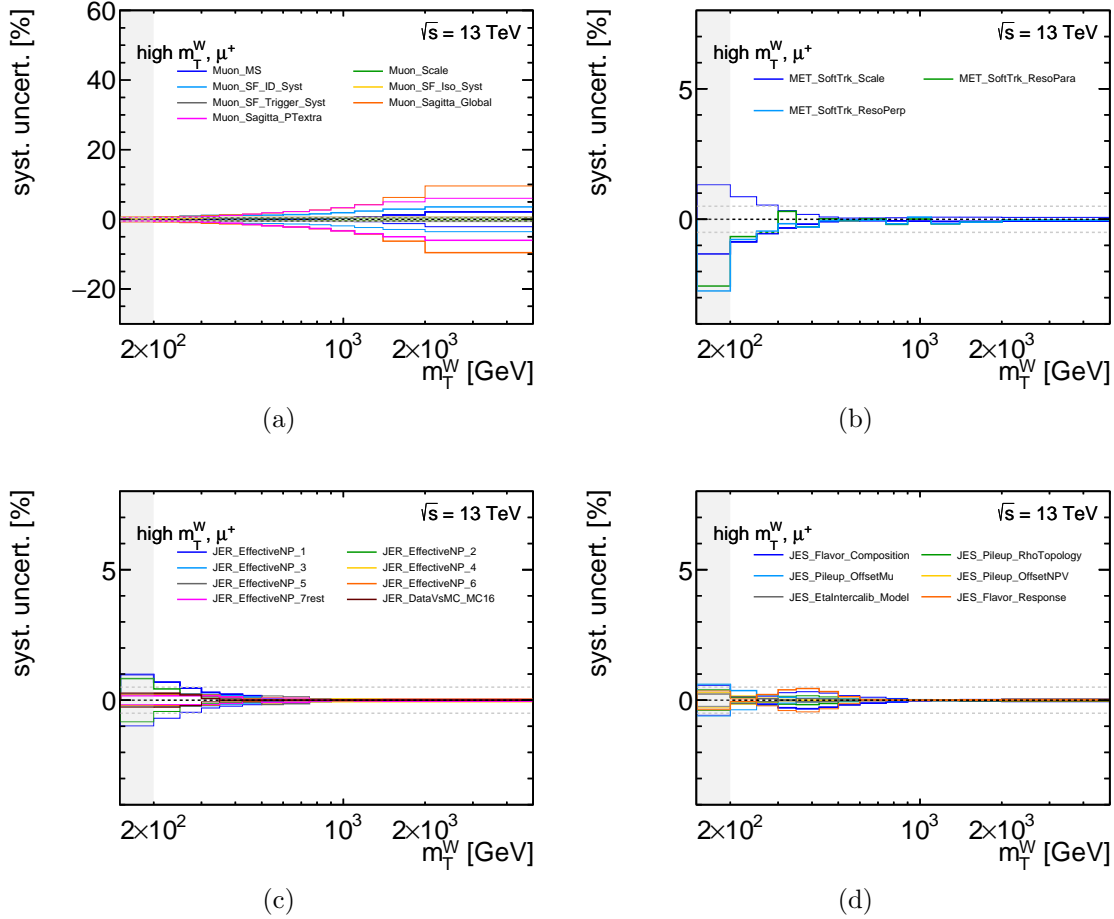 syst. uncert. [%]
60
40
20
0
−20
√s = 13 TeV
high m_T^W, μ⁺
Muon_MS
Muon_Scale
Muon_SF_ID_Syst
Muon_SF_Iso_Syst
Muon_SF_Trigger_Syst
Muon_Sagitta_Global
Muon_Sagitta_PTextra
2×10²
10³
2×10³
m_T^W [GeV]
(a)
syst. uncert. [%]
5
0
√s = 13 TeV
high m_T^W, μ⁺
MET_SoftTrk_Scale
MET_SoftTrk_ResoPara
MET_SoftTrk_ResoPerp
2×10²
10³
2×10³
m_T^W [GeV]
(b)
syst. uncert. [%]
5
0
√s = 13 TeV
high m_T^W, μ⁺
JER_EffectiveNP_1
JER_EffectiveNP_2
JER_EffectiveNP_3
JER_EffectiveNP_4
JER_EffectiveNP_5
JER_EffectiveNP_6
JER_EffectiveNP_7rest
JER_DataVsMC_MC16
2×10²
10³
2×10³
m_T^W [GeV]
(c)
syst. uncert. [%]
5
0
√s = 13 TeV
high m_T^W, μ⁺
JES_Flavor_Composition
JES_Pileup_RhoTopology
JES_Pileup_OffsetMu
JES_Pileup_OffsetNPV
JES_EtaIntercalib_Model
JES_Flavor_Response
2×10²
10³
2×10³
m_T^W [GeV]
(d)